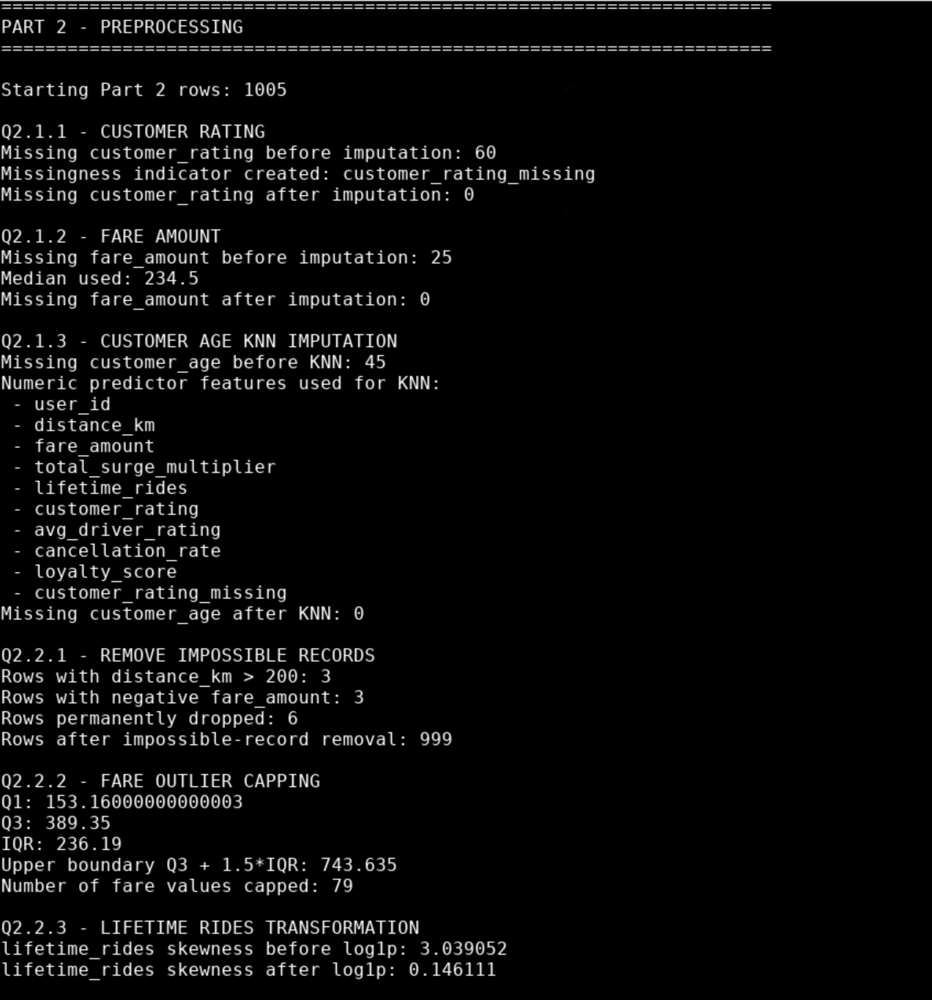 ======================================================================
PART 2 - PREPROCESSING
======================================================================
Starting Part 2 rows: 1005
Q2.1.1 - CUSTOMER RATING
Missing customer_rating before imputation: 60
Missingness indicator created: customer_rating_missing
Missing customer_rating after imputation: 0
Q2.1.2 - FARE AMOUNT
Missing fare_amount before imputation: 25
Median used: 234.5
Missing fare_amount after imputation: 0
Q2.1.3 - CUSTOMER AGE KNN IMPUTATION
Missing customer_age before KNN: 45
Numeric predictor features used for KNN:
 - user_id
 - distance_km
 - fare_amount
 - total_surge_multiplier
 - lifetime_rides
 - customer_rating
 - avg_driver_rating
 - cancellation_rate
 - loyalty_score
 - customer_rating_missing
Missing customer_age after KNN: 0
Q2.2.1 - REMOVE IMPOSSIBLE RECORDS
Rows with distance_km > 200: 3
Rows with negative fare_amount: 3
Rows permanently dropped: 6
Rows after impossible-record removal: 999
Q2.2.2 - FARE OUTLIER CAPPING
Q1: 153.16000000000003
Q3: 389.35
IQR: 236.19
Upper boundary Q3 + 1.5*IQR: 743.635
Number of fare values capped: 79
Q2.2.3 - LIFETIME RIDES TRANSFORMATION
lifetime_rides skewness before log1p: 3.039052
lifetime_rides skewness after log1p: 0.146111